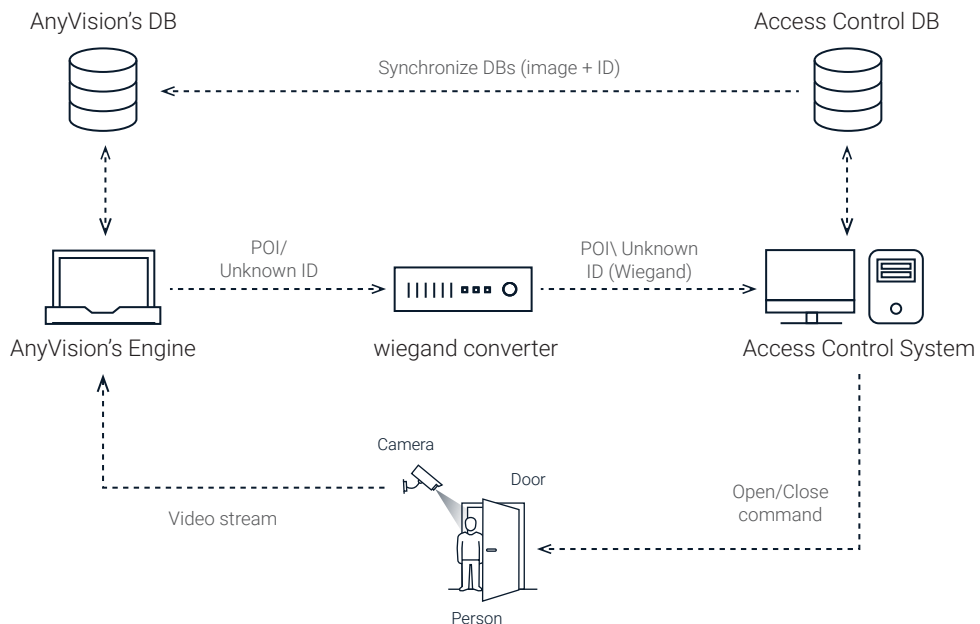 AnyVision's DB
Access Control DB
Synchronize DBs (image + ID)
POI/
Unknown ID
POI\ Unknown
ID (Wiegand)
AnyVision's Engine
wiegand converter
Access Control System
Camera
Door
Open/Close
command
Video stream
Person